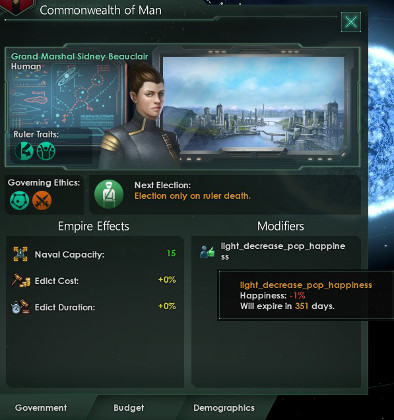 Commonwealth of Man
Grand Marshal Sidney Beauclair
Human
Ruler Traits:
Governing Ethics:
Next Election:
Election only on ruler death.
Empire Effects
Naval Capacity: 15
Edict Cost: +0%
Edict Duration: +0%
Modifiers
light_decrease_pop_happine
ss
light_decrease_pop_happiness
Happiness: -1%
Will expire in 351 days.
Government
Budget
Demographics